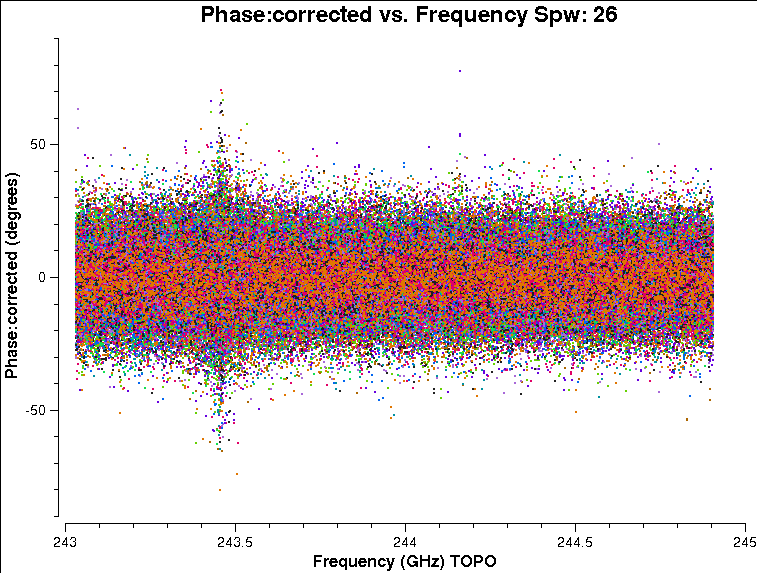 Phase:corrected vs. Frequency Spw: 26
Phase:corrected (degrees)
50
0
-50
243
243.5
244
244.5
245
Frequency (GHz) TOPO